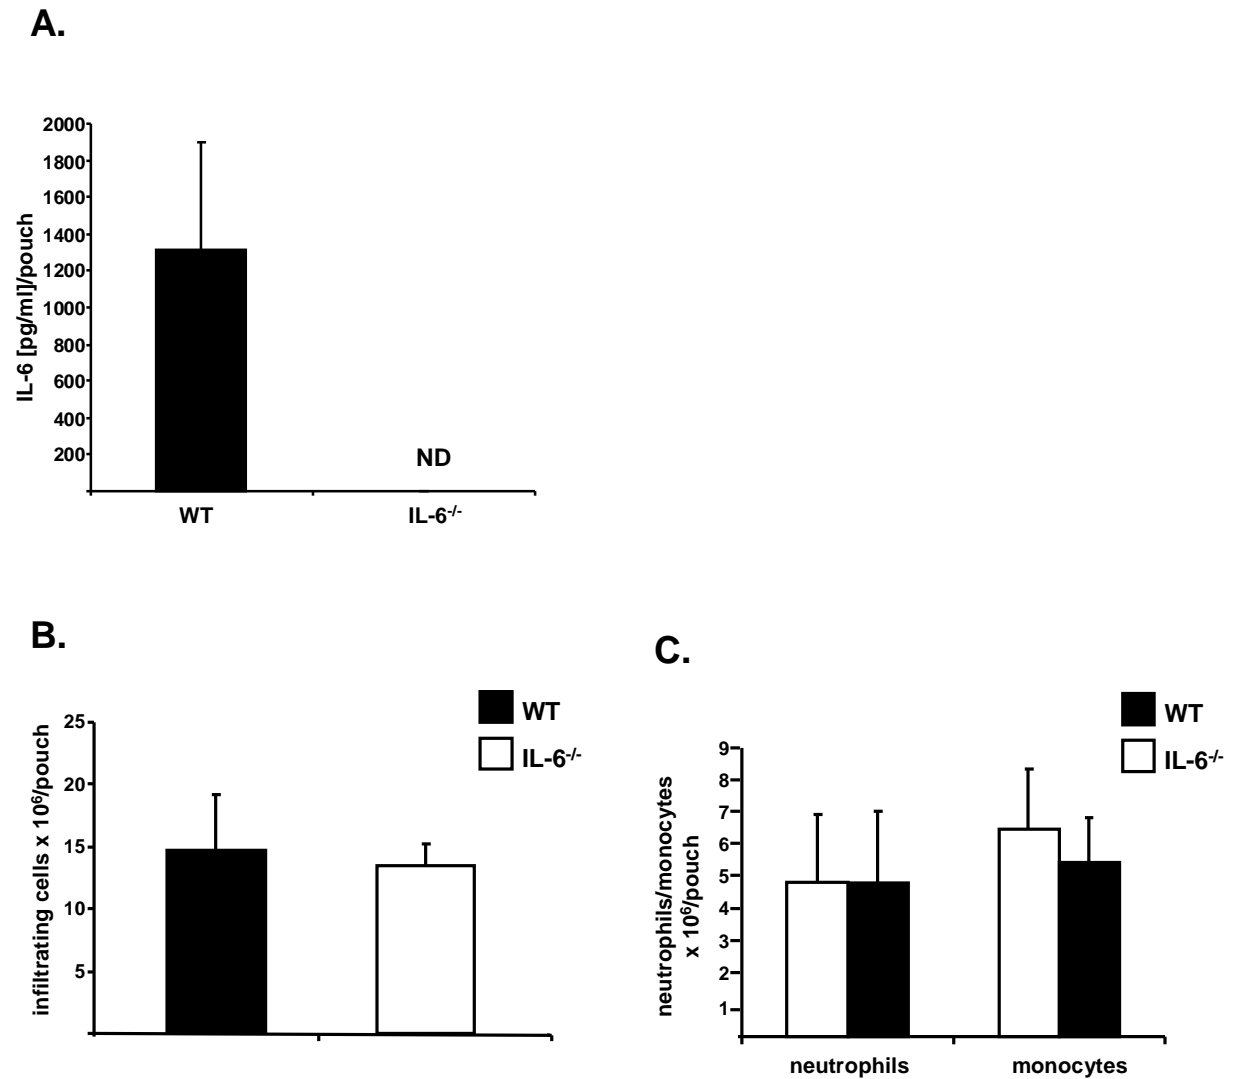 A.
IL-6 [pg/ml]/pouch
2000
1800
1600
1400
1200
1000
800
600
400
200
ND
WT
IL-6-/-
B.
infiltrating cells x 10⁶/pouch
25
20
15
10
5
WT
IL-6-/-
C.
neutrophils/monocytes
x 10⁶/pouch
9
8
7
6
5
4
3
2
1
WT
IL-6-/-
neutrophils
monocytes